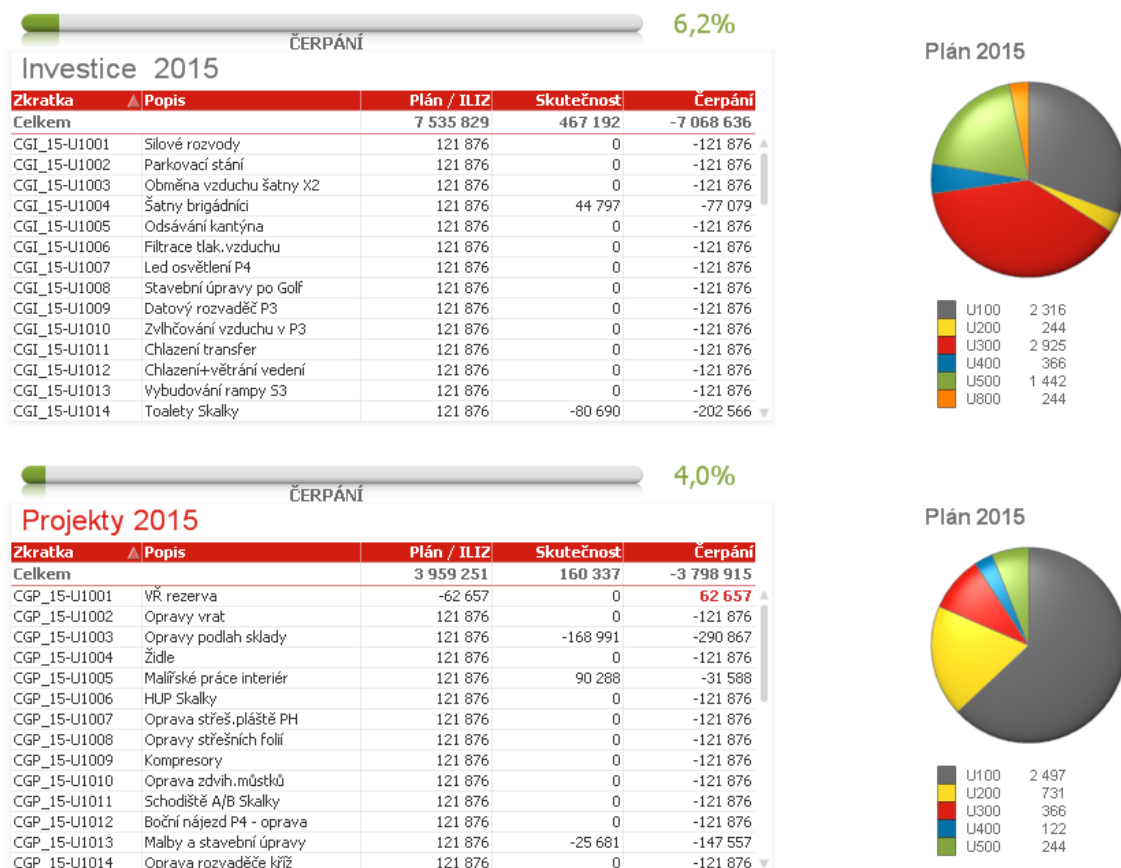 6,2%
ČERPÁNÍ
Investice 2015
Zkratka Popis Plán / ILIZ Skutečnost Čerpání
Celkem 7 535 829 467 192 -7 068 636
CGI_15-U1001 Silové rozvody 121 876 0 -121 876
CGI_15-U1002 Parkovací stání 121 876 0 -121 876
CGI_15-U1003 Obměna vzduchu šatny X2 121 876 0 -121 876
CGI_15-U1004 Šatny brigádníci 121 876 44 797 -77 079
CGI_15-U1005 Odsávání kantýna 121 876 0 -121 876
CGI_15-U1006 Filtrace tlak.vzduchu 121 876 0 -121 876
CGI_15-U1007 Led osvětlení P4 121 876 0 -121 876
CGI_15-U1008 Stavební úpravy po Golf 121 876 0 -121 876
CGI_15-U1009 Datový rozvaděč P3 121 876 0 -121 876
CGI_15-U1010 Zvlhčování vzduchu v P3 121 876 0 -121 876
CGI_15-U1011 Chlazení transfer 121 876 0 -121 876
CGI_15-U1012 Chlazení+větrání vedení 121 876 0 -121 876
CGI_15-U1013 Vybudování rampy S3 121 876 0 -121 876
CGI_15-U1014 Toalety Skalky 121 876 -80 690 -202 566
Plán 2015
U100 2 316
U200 244
U300 2 925
U400 366
U500 1 442
U800 244
4,0%
ČERPÁNÍ
Projekty 2015
Zkratka Popis Plán / ILIZ Skutečnost Čerpání
Celkem 3 959 251 160 337 -3 798 915
CGP_15-U1001 VŘ rezerva -62 657 0 62 657
CGP_15-U1002 Opravy vrat 121 876 0 -121 876
CGP_15-U1003 Opravy podlah sklady 121 876 -168 991 -290 867
CGP_15-U1004 Židle 121 876 0 -121 876
CGP_15-U1005 Malířské práce interiér 121 876 90 288 -31 588
CGP_15-U1006 HUP Skalky 121 876 0 -121 876
CGP_15-U1007 Oprava střeš.pláště PH 121 876 0 -121 876
CGP_15-U1008 Opravy střešních folií 121 876 0 -121 876
CGP_15-U1009 Kompresory 121 876 0 -121 876
CGP_15-U1010 Oprava zdvih.můstků 121 876 0 -121 876
CGP_15-U1011 Schodiště A/B Skalky 121 876 0 -121 876
CGP_15-U1012 Boční nájezd P4 - oprava 121 876 0 -121 876
CGP_15-U1013 Malby a stavební úpravy 121 876 -25 681 -147 557
CGP_15-U1014 Oprava rozvaděče kříž 121 876 0 -121 876
Plán 2015
U100 2 497
U200 731
U300 366
U400 122
U500 244